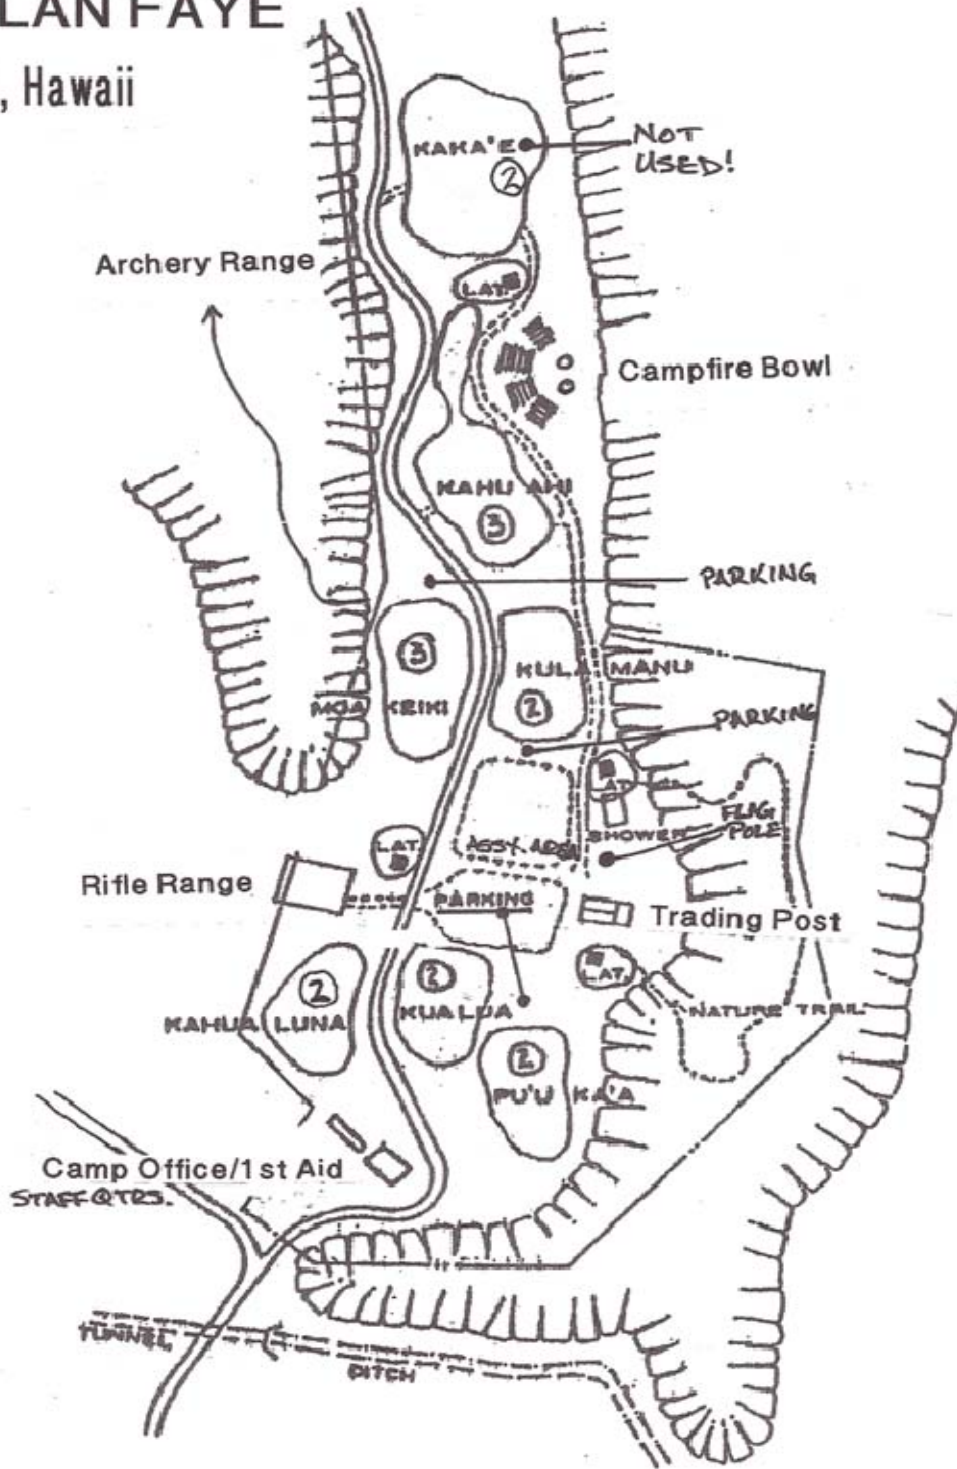 LAN FAYE
, Hawaii
KAKA'E
NOT
USED!
2
Archery Range
LAT.
Campfire Bowl
KAHU AHI
3
PARKING
3
KULA MANU
MOA KEIKI
2
PARKING
LAT.
FLAG
POLE
SHOWER
LAT.
ASSY. AREA
Rifle Range
PARKING
Trading Post
LAT.
2
2
KAHUA LUNA
KUALUA
NATURE TRAIL
2
PU'U KA'A
Camp Office/1st Aid
STAFF QTRS.
TUNNEL
DITCH